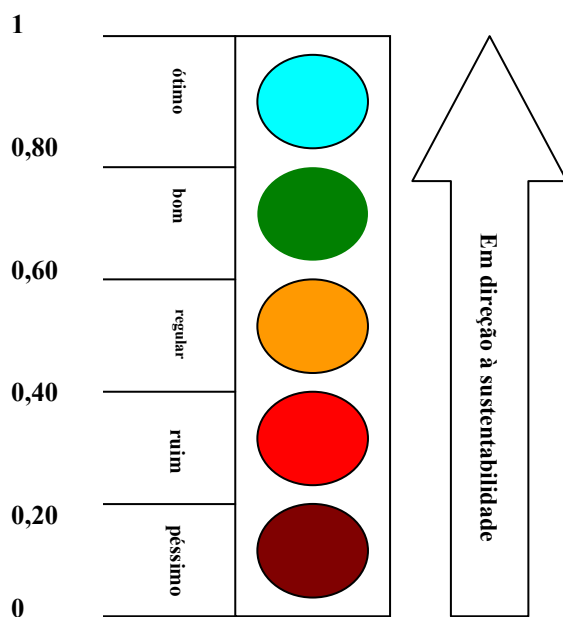 1
ótimo
0,80
bom
0,60
regular
0,40
ruim
0,20
péssimo
0
Em direção à sustentabilidade